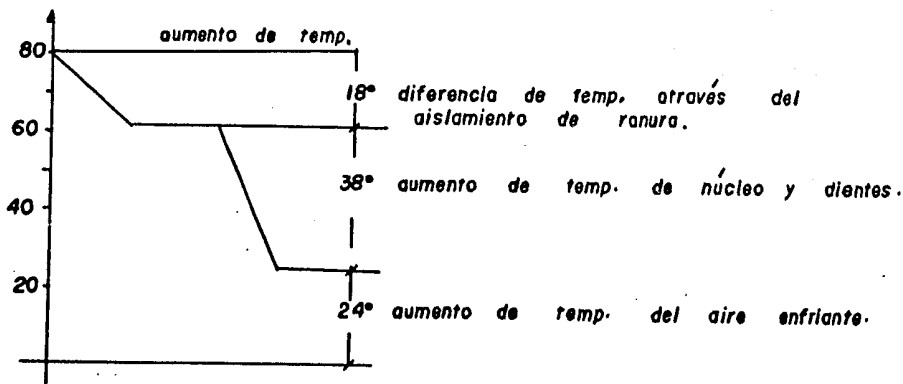 aumento de temp.
80
18° diferencia de temp. através del
aislamiento de ranura.
60
38° aumento de temp. de núcleo y dientes.
40
20
24° aumento de temp. del aire enfriante.